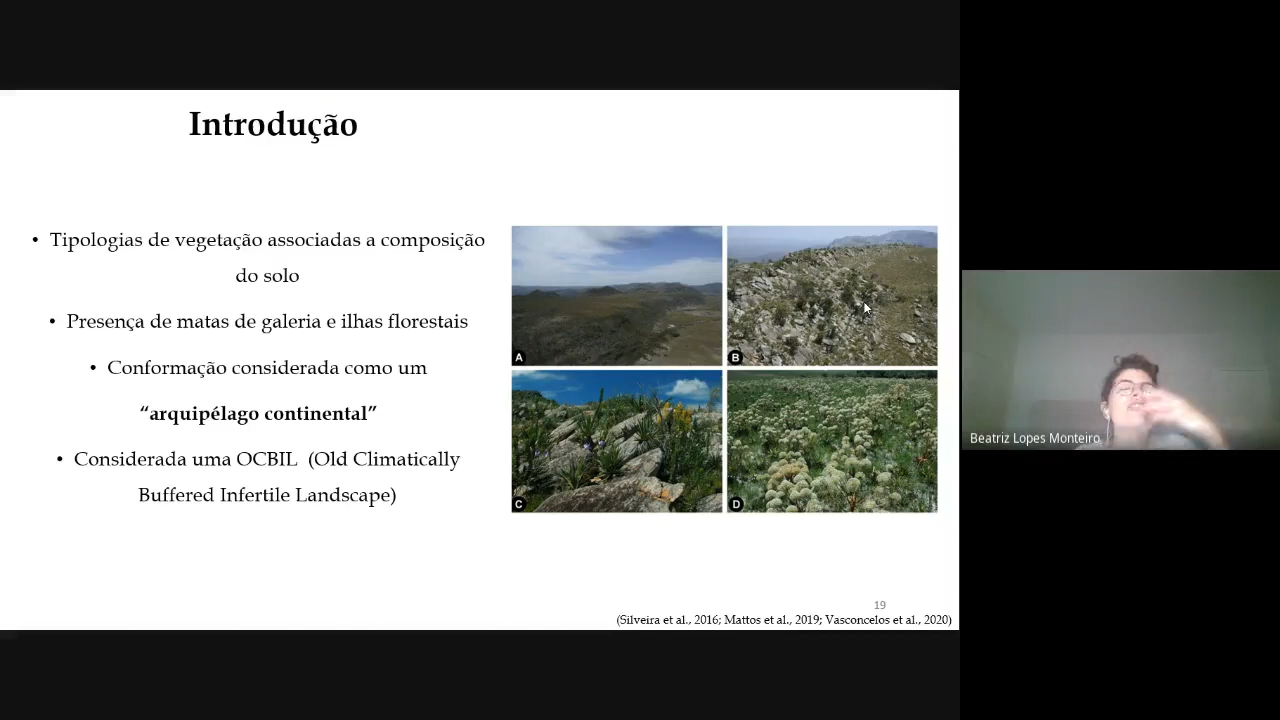 Introdução
• Tipologias de vegetação associadas a composição
do solo
• Presença de matas de galeria e ilhas florestais
• Conformação considerada como um
“arquipélago continental”
• Considerada uma OCBIL (Old Climatically
Buffered Infertile Landscape)
A
B
C
D
19
(Silveira et al., 2016; Mattos et al., 2019; Vasconcelos et al., 2020)
Beatriz Lopes Monteiro